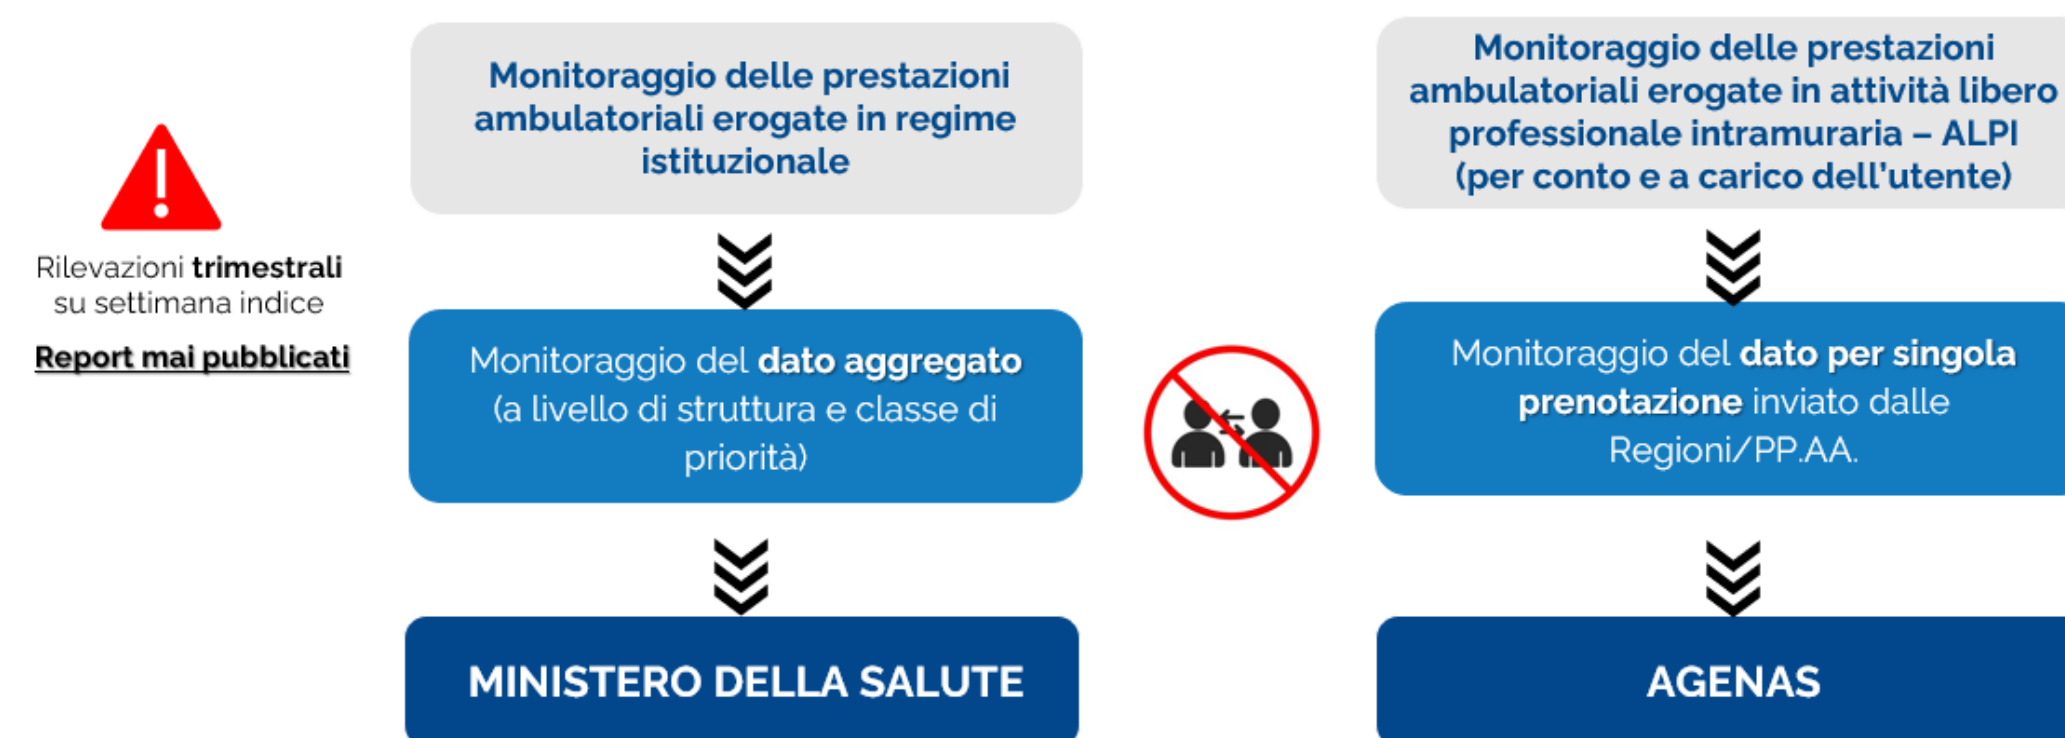 Rilevazioni trimestrali
su settimana indice
Report mai pubblicati
Monitoraggio delle prestazioni
ambulatoriali erogate in regime
istituzionale
Monitoraggio del dato aggregato
(a livello di struttura e classe di
priorità)
MINISTERO DELLA SALUTE
Monitoraggio delle prestazioni
ambulatoriali erogate in attività libero
professionale intramuraria – ALPI
(per conto e a carico dell'utente)
Monitoraggio del dato per singola
prenotazione inviato dalle
Regioni/PP.AA.
AGENAS